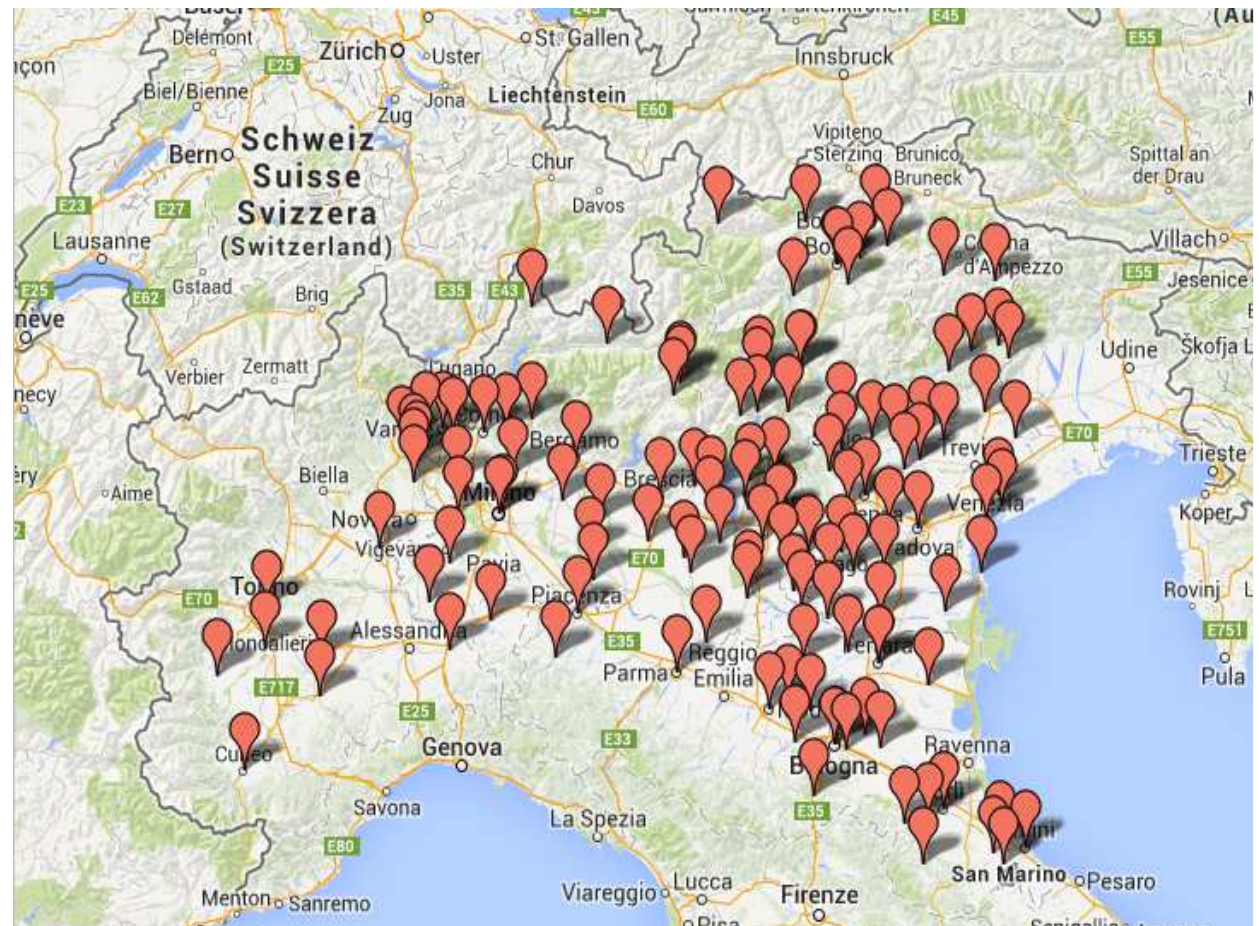 E45
Delémont
Zürich
Uster
St. Gallen
E55
Innsbruck
E25
Biel/Bienne
Zug
Jona
Liechtenstein
E60
Schweiz
Suisse
Svizzera
(Switzerland)
Bern
Chur
Vipiteno
Sterzing
Brunico
Bruneck
Spittal an
der Drau
E23
E27
Davos
Lausanne
Villach
d'Ampezzo
E25
E62
Gstaad
Brig
E35
E43
E55
Jesenice
Verbier
Zermatt
Lugano
Udine
Bergamo
E70
Trieste
Biella
Aime
Brescia
Milano
Venezia
Koper
E70
Pavia
Rovinj
E70
Piacenza
Alessandria
E35
E751
Parma
Reggio
Emilia
Ferrara
Pula
E717
E25
E33
Cuneo
Genova
Bologna
Ravenna
Savona
La Spezia
E35
E80
San Marino
Pesaro
Menton
Sanremo
Viareggio
Lucca
Firenze